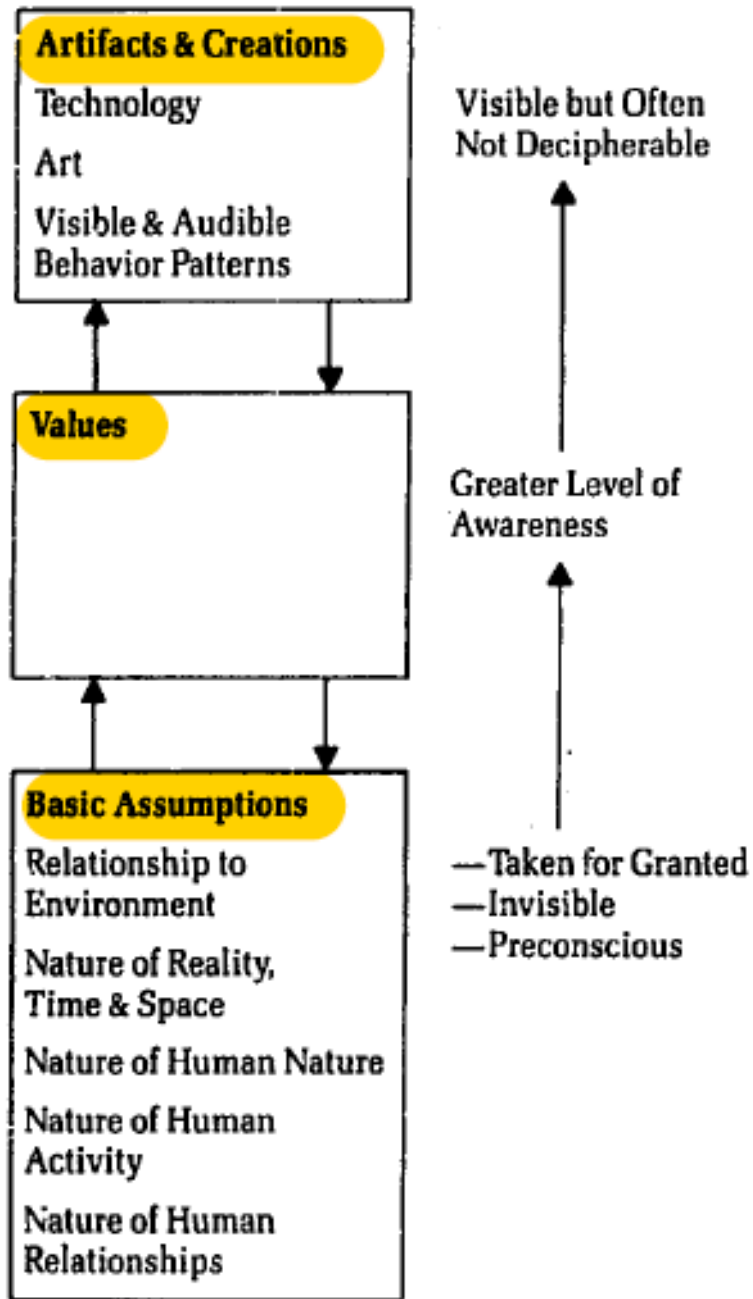 Artifacts & Creations
Technology
Art
Visible & Audible
Behavior Patterns
Visible but Often
Not Decipherable
Values
Greater Level of
Awareness
Basic Assumptions
Relationship to
Environment
Nature of Reality,
Time & Space
Nature of Human Nature
Nature of Human
Activity
Nature of Human
Relationships
—Taken for Granted
—Invisible
—Preconscious